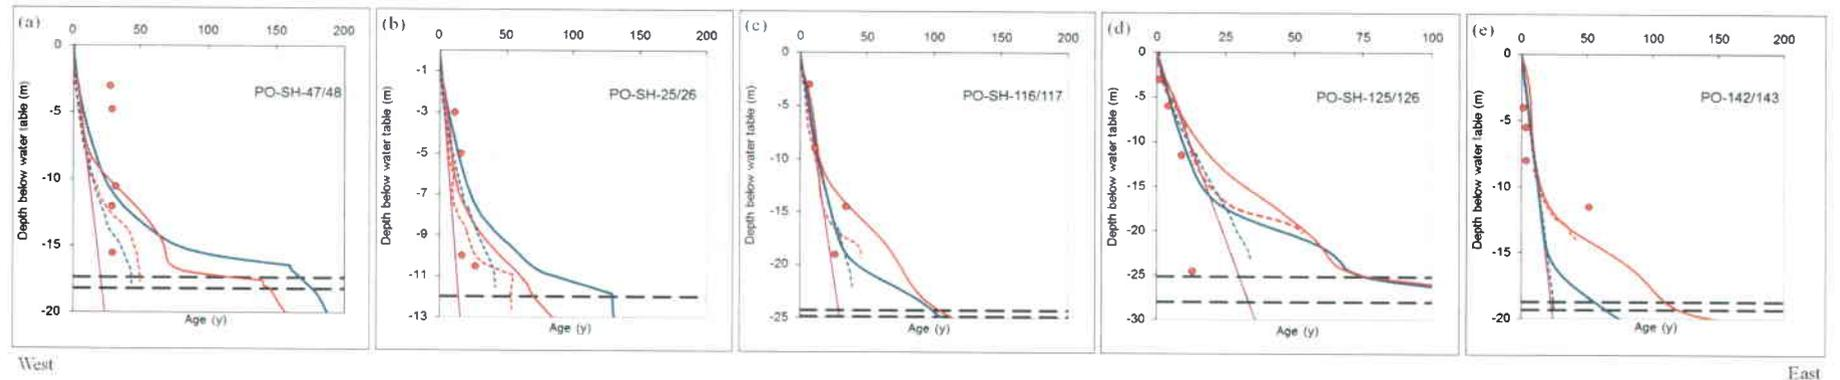 (a)
0 50 100 150 200
0
-5
-10
-15
-20
Depth below water table (m)
PO-SH-47/48
Age (y)
(b)
0 50 100 150 200
-1
-3
-5
-7
-9
-11
-13
Depth below water table (m)
PO-SH-25/26
Age (y)
(c)
0 50 100 150 200
0
-5
-10
-15
-20
-25
Depth below water table (m)
PO-SH-116/117
Age (y)
(d)
0 25 50 75 100
0
-5
-10
-15
-20
-25
-30
Depth below water table (m)
PO-SH-125/126
Age (y)
(e)
0 50 100 150 200
0
-5
-10
-15
-20
Depth below water table (m)
PO-142/143
Age (y)
West
East